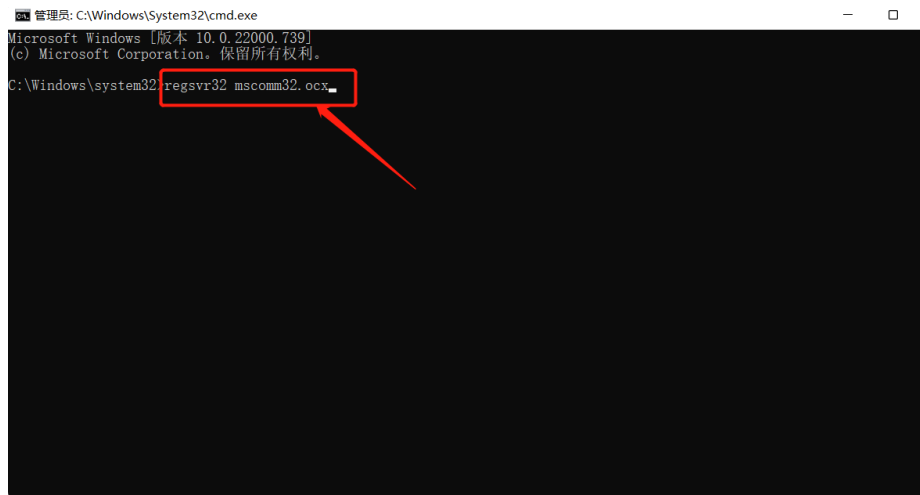 管理员: C:\Windows\System32\cmd.exe
Microsoft Windows [版本 10.0.22000.739]
(c) Microsoft Corporation。保留所有权利。
C:\Windows\system32>regsvr32 mscomm32.ocx